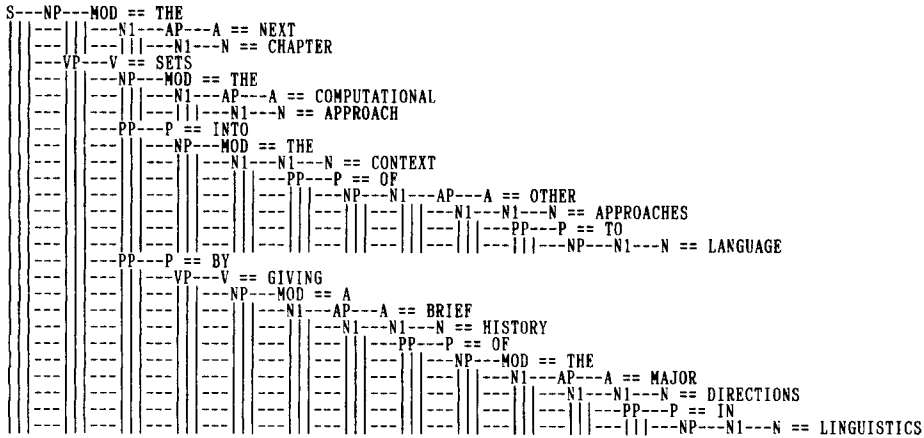 S---NP---MOD == THE
N1---AP---A == NEXT
N1---N == CHAPTER
VP---V == SETS
NP---MOD == THE
N1---AP---A == COMPUTATIONAL
N1---N == APPROACH
PP---P == INTO
NP---MOD == THE
N1---N1---N == CONTEXT
PP---P == OF
NP---N1---AP---A == OTHER
N1---N1---N == APPROACHES
PP---P == TO
NP---N1---N == LANGUAGE
PP---P == BY
VP---V == GIVING
NP---MOD == A
N1---AP---A == BRIEF
N1---N1---N == HISTORY
PP---P == OF
NP---MOD == THE
N1---AP---A == MAJOR
N1---N1---N == DIRECTIONS
PP---P == IN
NP---N1---N == LINGUISTICS